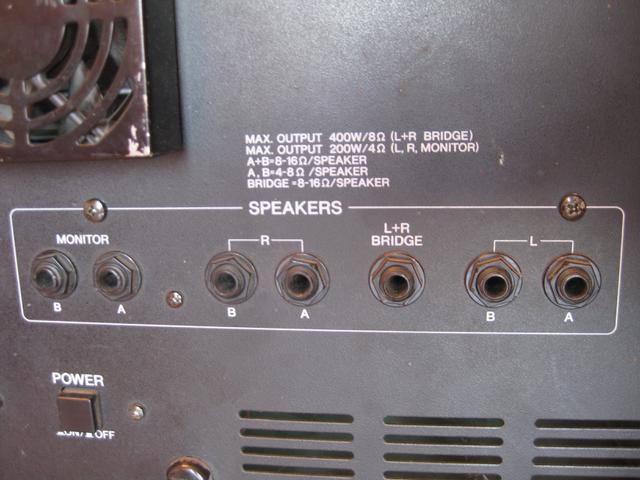 MAX. OUTPUT 400W/8Ω (L+R BRIDGE)
MAX. OUTPUT 200W/4Ω (L, R, MONITOR)
A+B=8-16Ω/SPEAKER
A, B=4-8Ω /SPEAKER
BRIDGE =8-16Ω/SPEAKER
SPEAKERS
MONITOR
R
L+R
BRIDGE
L
B A B A B A
POWER
ON/ OFF